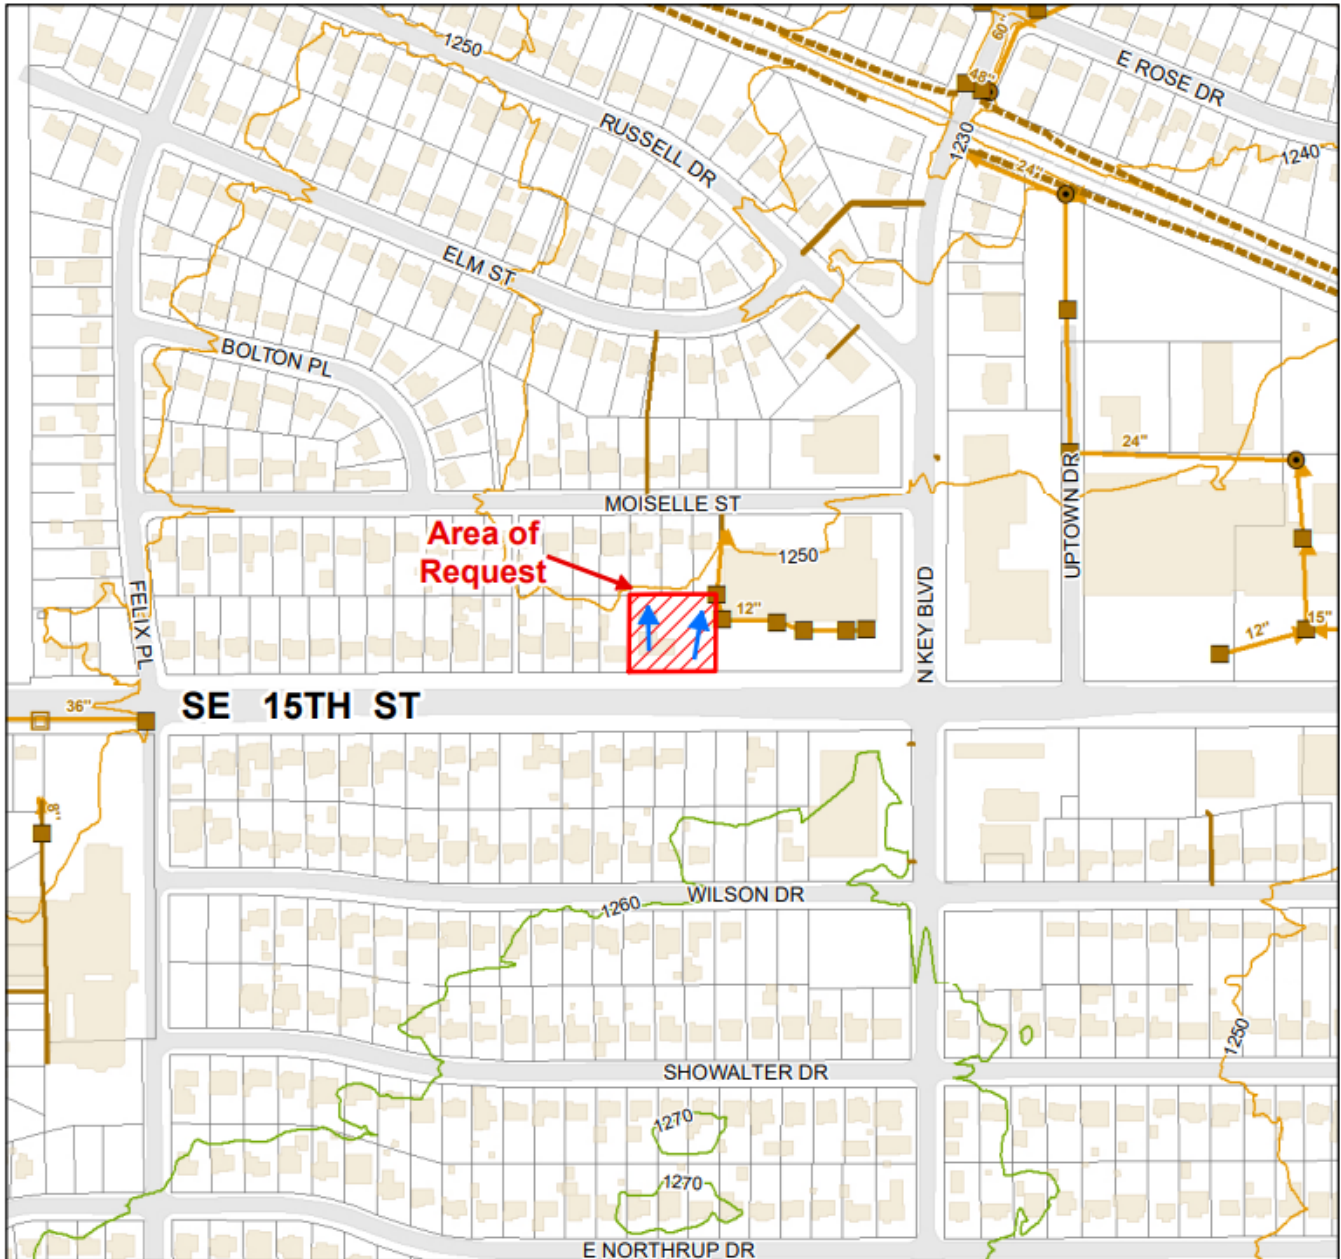 60"
1250
E ROSE DR
48"
RUSSELL DR
1230
1240
24"
ELM ST
BOLTON PL
24"
MOISELLE ST
UPTOWN DR
Area of
Request
1250
FELIX PL
N KEY BLVD
12"
15"
12"
36"
SE 15TH ST
8"
WILSON DR
1260
1250
SHOWALTER DR
1270
1270
E NORTHRUP DR